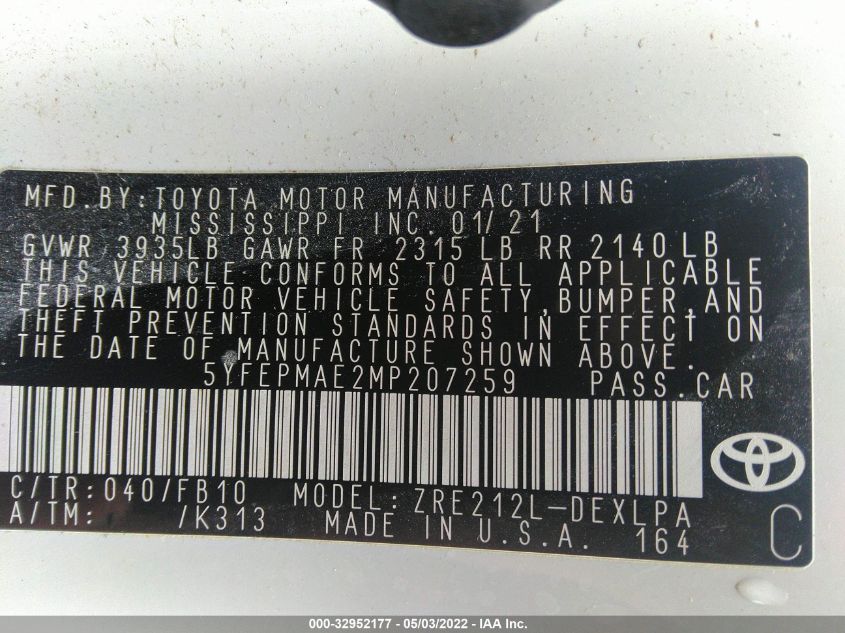 MFD.BY:TOYOTA MOTOR MANUFACTURING
MISSISSIPPI INC. 01/21
GVWR 3935LB GAWR FR 2315 LB RR 2140 LB
THIS VEHICLE CONFORMS TO ALL APPLICABLE
FEDERAL MOTOR VEHICLE SAFETY,BUMPER,AND
THEFT PREVENTION STANDARDS IN EFFECT ON
THE DATE OF MANUFACTURE SHOWN ABOVE.
5YFEPMAE2MP207259 PASS.CAR
C/TR:040/FB10 MODEL: ZRE212L-DEXLPA
A/TM: /K313 MADE IN U.S.A. 164 C
000-32952177 - 05/03/2022 - IAA Inc.